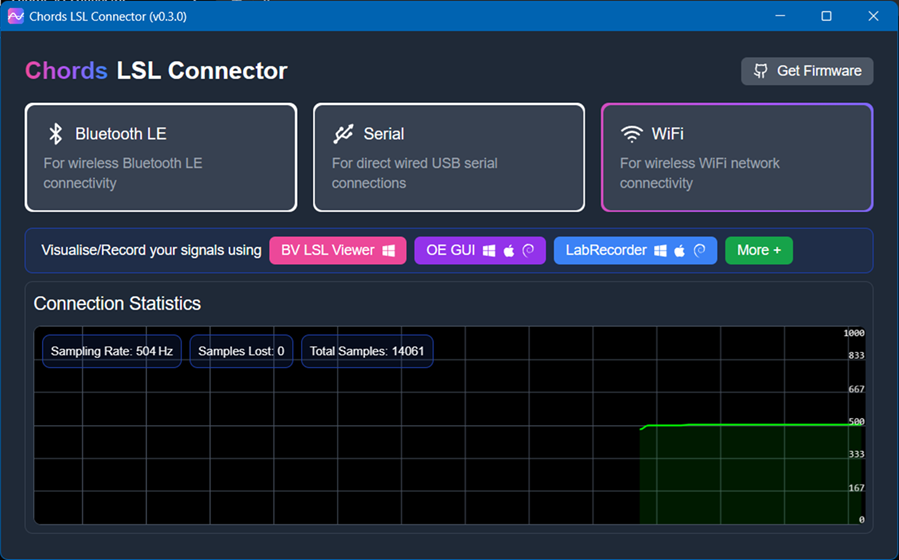 Chords LSL Connector (v0.3.0)
Chords LSL Connector
Get Firmware
Bluetooth LE
For wireless Bluetooth LE
connectivity
Serial
For direct wired USB serial
connections
WiFi
For wireless WiFi network
connectivity
Visualise/Record your signals using BV LSL Viewer OE GUI LabRecorder More +
Connection Statistics
Sampling Rate: 504 Hz Samples Lost: 0 Total Samples: 14061
1000
833
667
500
333
167
0